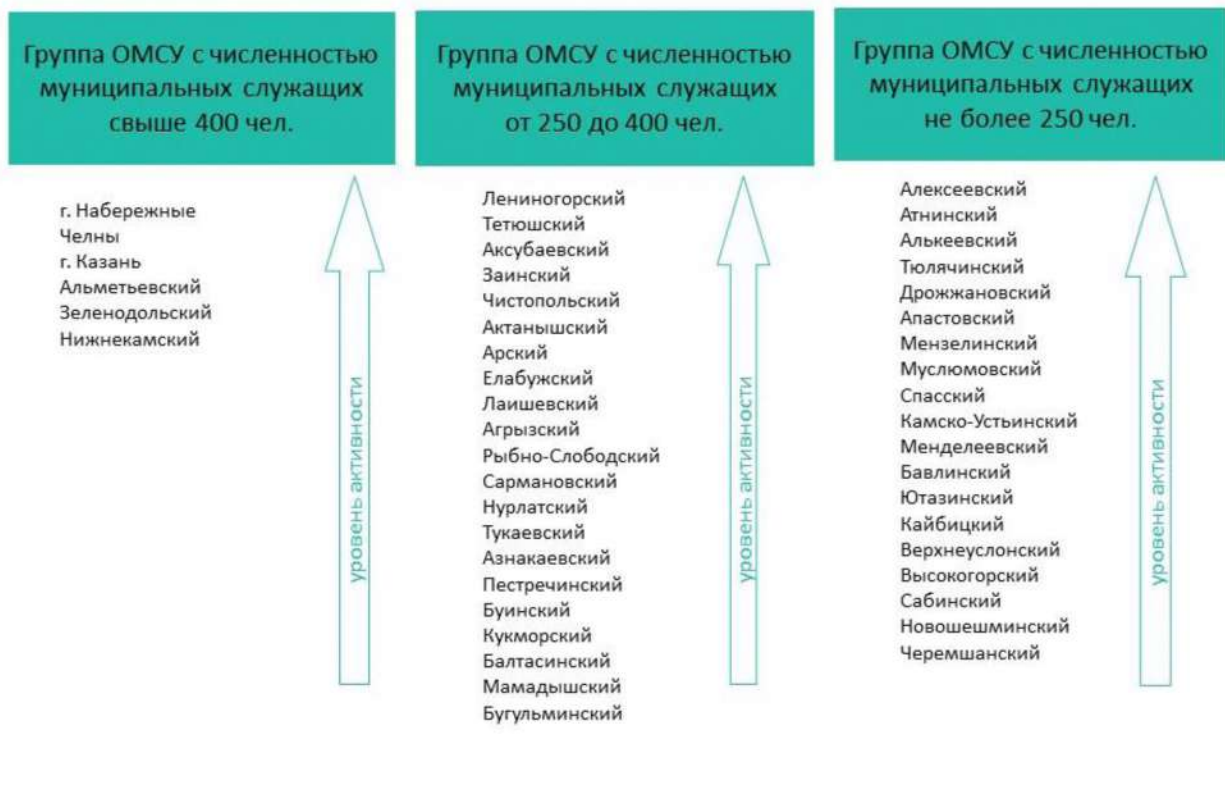 Группа ОМСУ с численностью
муниципальных служащих
свыше 400 чел.
г. Набережные
Челны
г. Казань
Альметьевский
Зеленодольский
Нижнекамский
уровень активности
Группа ОМСУ с численностью
муниципальных служащих
от 250 до 400 чел.
Лениногорский
Тетюшский
Аксубаевский
Заинский
Чистопольский
Актанышский
Арский
Елабужский
Лаишевский
Агрызский
Рыбно-Слободский
Сармановский
Нурлатский
Тукаевский
Азнакаевский
Пестречинский
Буинский
Кукморский
Балтасинский
Мамадышский
Бугульминский
уровень активности
Группа ОМСУ с численностью
муниципальных служащих
не более 250 чел.
Алексеевский
Атнинский
Алькеевский
Тюлячинский
Дрожжановский
Апастовский
Мензелинский
Муслюмовский
Спасский
Камско-Устьинский
Менделеевский
Бавлинский
Ютазинский
Кайбицкий
Верхнеуслонский
Высокогорский
Сабинский
Новошешминский
Черемшанский
уровень активности